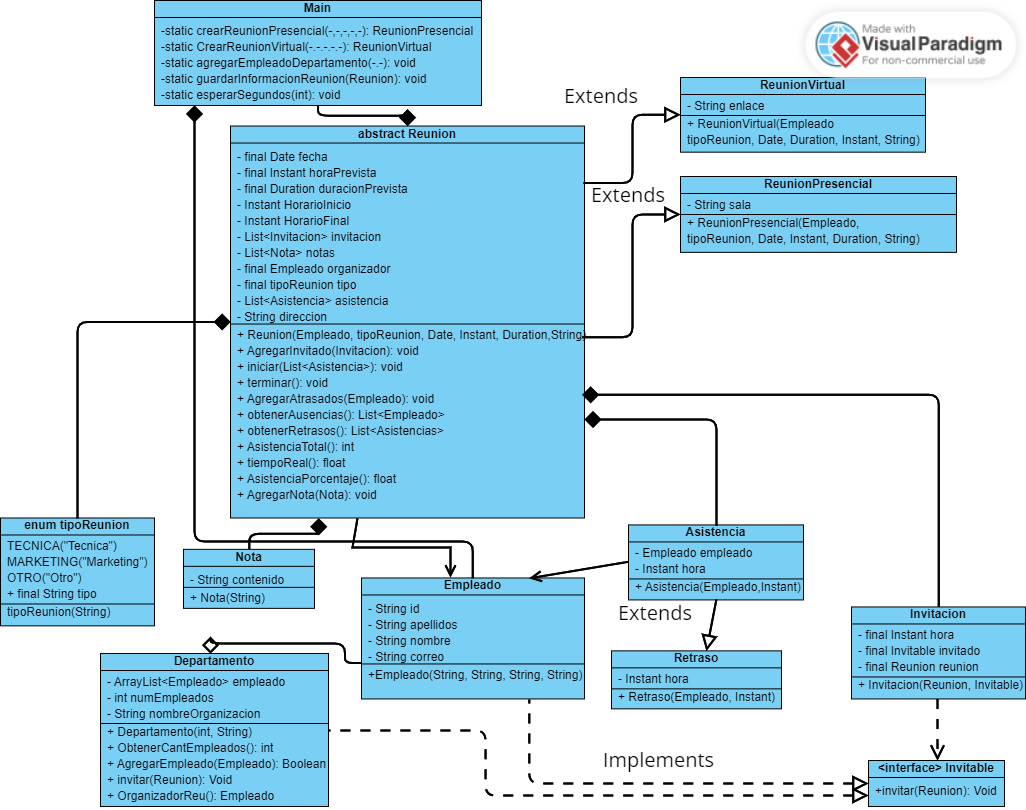 Main
-static crearReunionPresencial(-,-,-,-,-): ReunionPresencial
-static CrearReunionVirtual(-.-.-.-.-): ReunionVirtual
-static agregarEmpleadoDepartamento(-.-): void
-static guardarInformacionReunion(Reunion): void
-static esperarSegundos(int): void
Made with
Visual Paradigm
For non-commercial use
Extends
ReunionVirtual
- String enlace
+ ReunionVirtual(Empleado
tipoReunion, Date, Duration, Instant, String)
abstract Reunion
- final Date fecha
- final Instant horaPrevista
- final Duration duracionPrevista
- Instant HorarioInicio
- Instant HorarioFinal
- List<Invitacion> invitacion
- List<Nota> notas
- final Empleado organizador
- final tipoReunion tipo
- List<Asistencia> asistencia
- String direccion
+ Reunion(Empleado, tipoReunion, Date, Instant, Duration,String)
+ AgregarInvitado(Invitacion): void
+ iniciar(List<Asistencia>): void
+ terminar(): void
+ AgregarAtrasados(Empleado): void
+ obtenerAusencias(): List<Empleado>
+ obtenerRetrasos(): List<Asistencias>
+ AsistenciaTotal(): int
+ tiempoReal(): float
+ AsistenciaPorcentaje(): float
+ AgregarNota(Nota): void
Extends
ReunionPresencial
- String sala
+ ReunionPresencial(Empleado,
tipoReunion, Date, Instant, Duration, String)
enum tipoReunion
TECNICA("Tecnica")
MARKETING("Marketing")
OTRO("Otro")
+ final String tipo
tipoReunion(String)
Nota
- String contenido
+ Nota(String)
Asistencia
- Empleado empleado
- Instant hora
+ Asistencia(Empleado,Instant)
Empleado
- String id
- String apellidos
- String nombre
- String correo
+Empleado(String, String, String, String)
Extends
Retraso
- Instant hora
+ Retraso(Empleado, Instant)
Invitacion
- final Instant hora
- final Invitable invitado
- final Reunion reunion
+ Invitacion(Reunion, Invitable)
Departamento
- ArrayList<Empleado> empleado
- int numEmpleados
- String nombreOrganizacion
+ Departamento(int, String)
+ ObtenerCantEmpleados(): int
+ AgregarEmpleado(Empleado): Boolean
+ invitar(Reunion): Void
+ OrganizadorReu(): Empleado
Implements
<interface> Invitable
+invitar(Reunion): Void